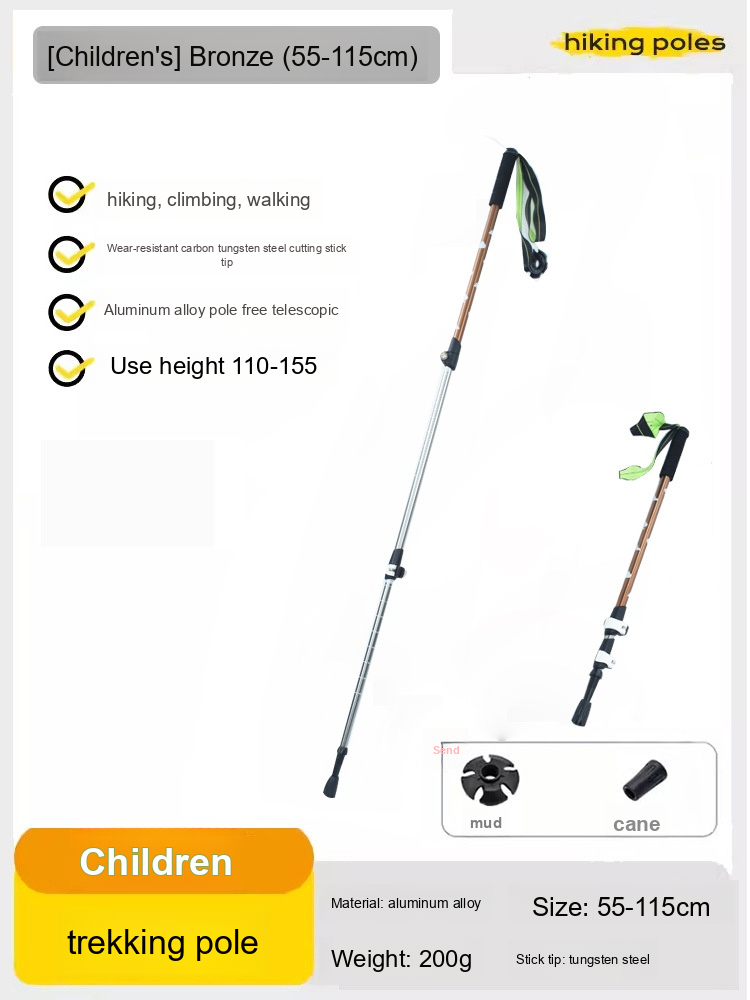 [Children's] Bronze (55-115cm)
hiking poles
hiking, climbing, walking
Wear-resistant carbon tungsten steel cutting stick
tip
Aluminum alloy pole free telescopic
Use height 110-155
Send
mud
cane
Children
trekking pole
Material: aluminum alloy
Size: 55-115cm
Weight: 200g
Stick tip: tungsten steel